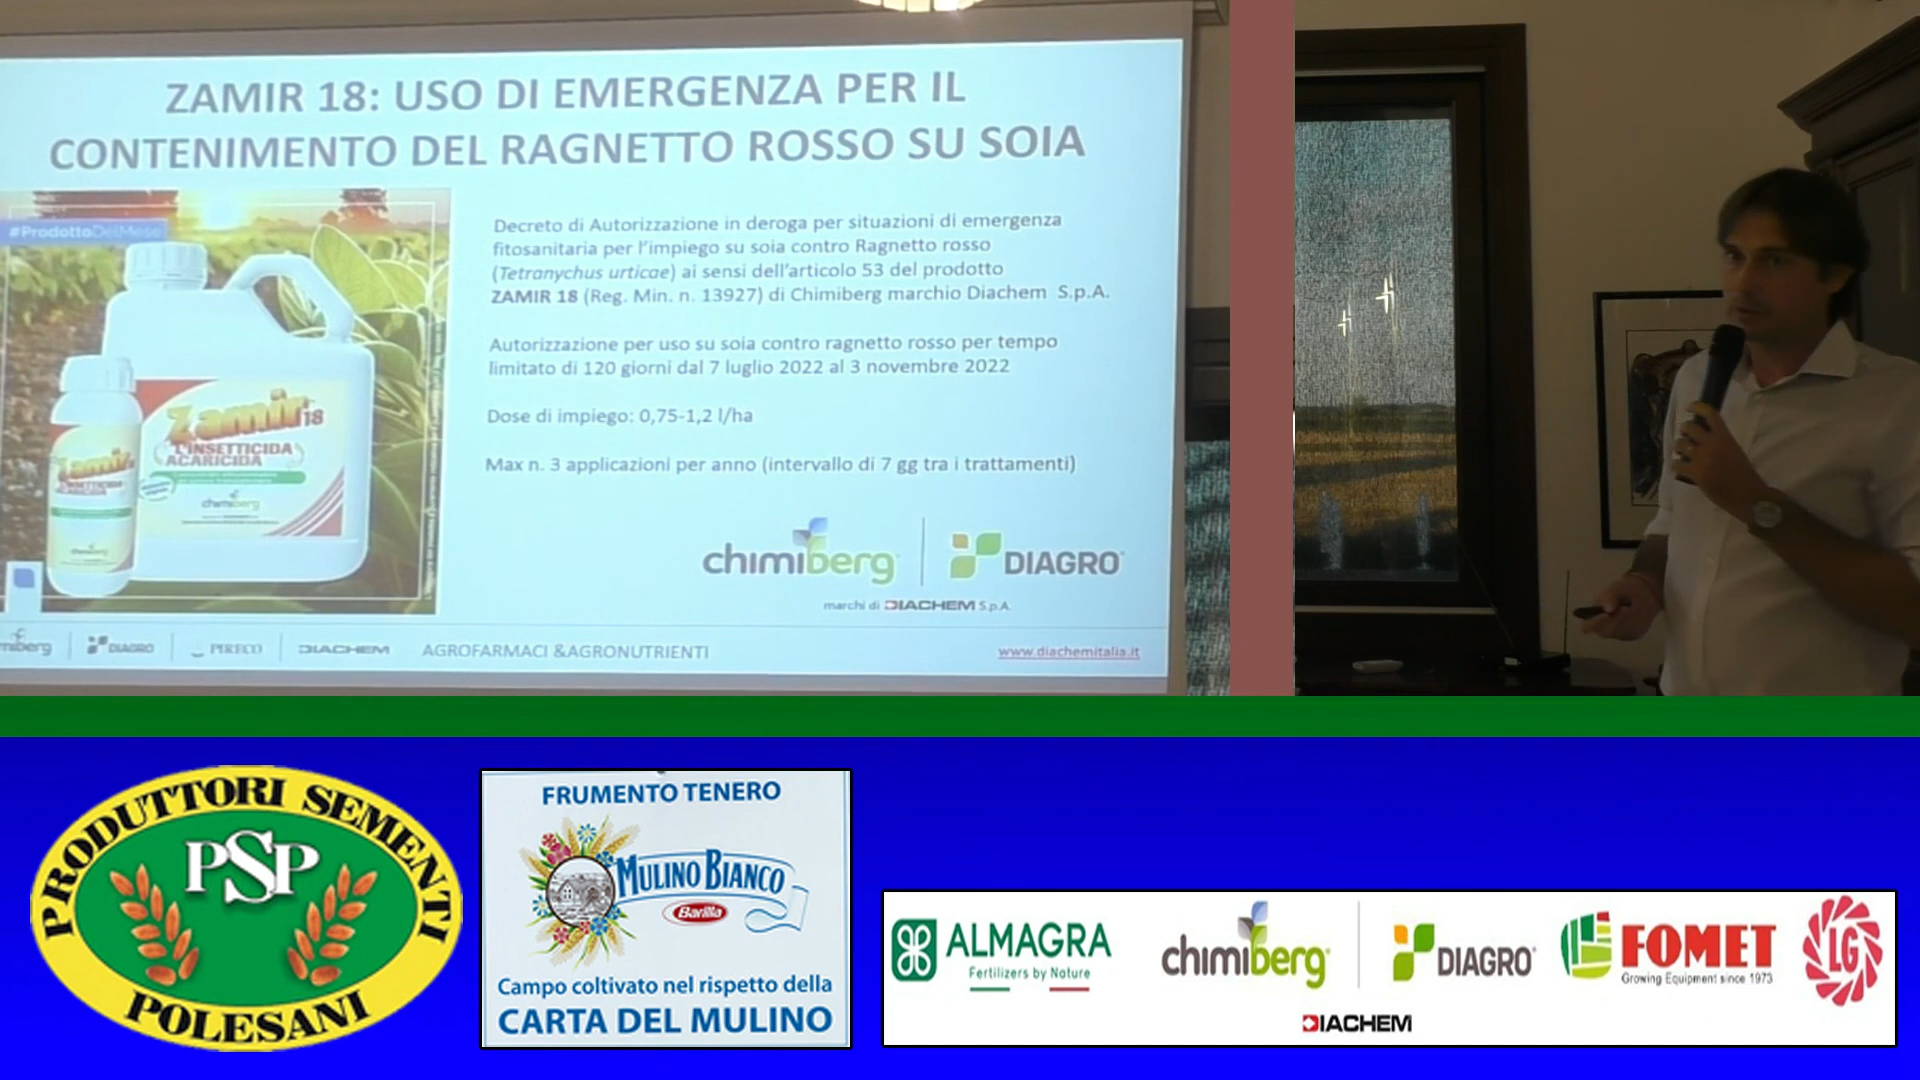 ZAMIR 18: USO DI EMERGENZA PER IL
CONTENIMENTO DEL RAGNETTO ROSSO SU SOIA
#ProdottoDelMese
Decreto di Autorizzazione in deroga per situazioni di emergenza
fitosanitaria per l'impiego su soia contro Ragnetto rosso
(Tetranychus urticae) ai sensi dell'articolo 53 del prodotto
ZAMIR 18 (Reg. Min. n. 13927) di Chimiberg marchio Diachem S.p.A.
Autorizzazione per uso su soia contro ragnetto rosso per tempo
limitato di 120 giorni dal 7 luglio 2022 al 3 novembre 2022
Dose di impiego: 0,75-1,2 l/ha
Max n. 3 applicazioni per anno (intervallo di 7 gg tra i trattamenti)
Zamir 18
L'INSETTICIDA
ACARICIDA
chimiberg
Zamir
chimiberg
DIAGRO
marchi di DIACHEM S.p.A.
DIAGRO
PIRECO
DIACHEM
AGROFARMACI &AGRONUTRIENTI
www.diachemitalia.it
PRODUTTORI SEMENTI
PSP
POLESANI
FRUMENTO TENERO
MULINO BIANCO
Barilla
Campo coltivato nel rispetto della
CARTA DEL MULINO
ALMAGRA
Fertilizers by Nature
chimiberg
DIAGRO
DIACHEM
FOMET
Growing Equipment since 1973
LG